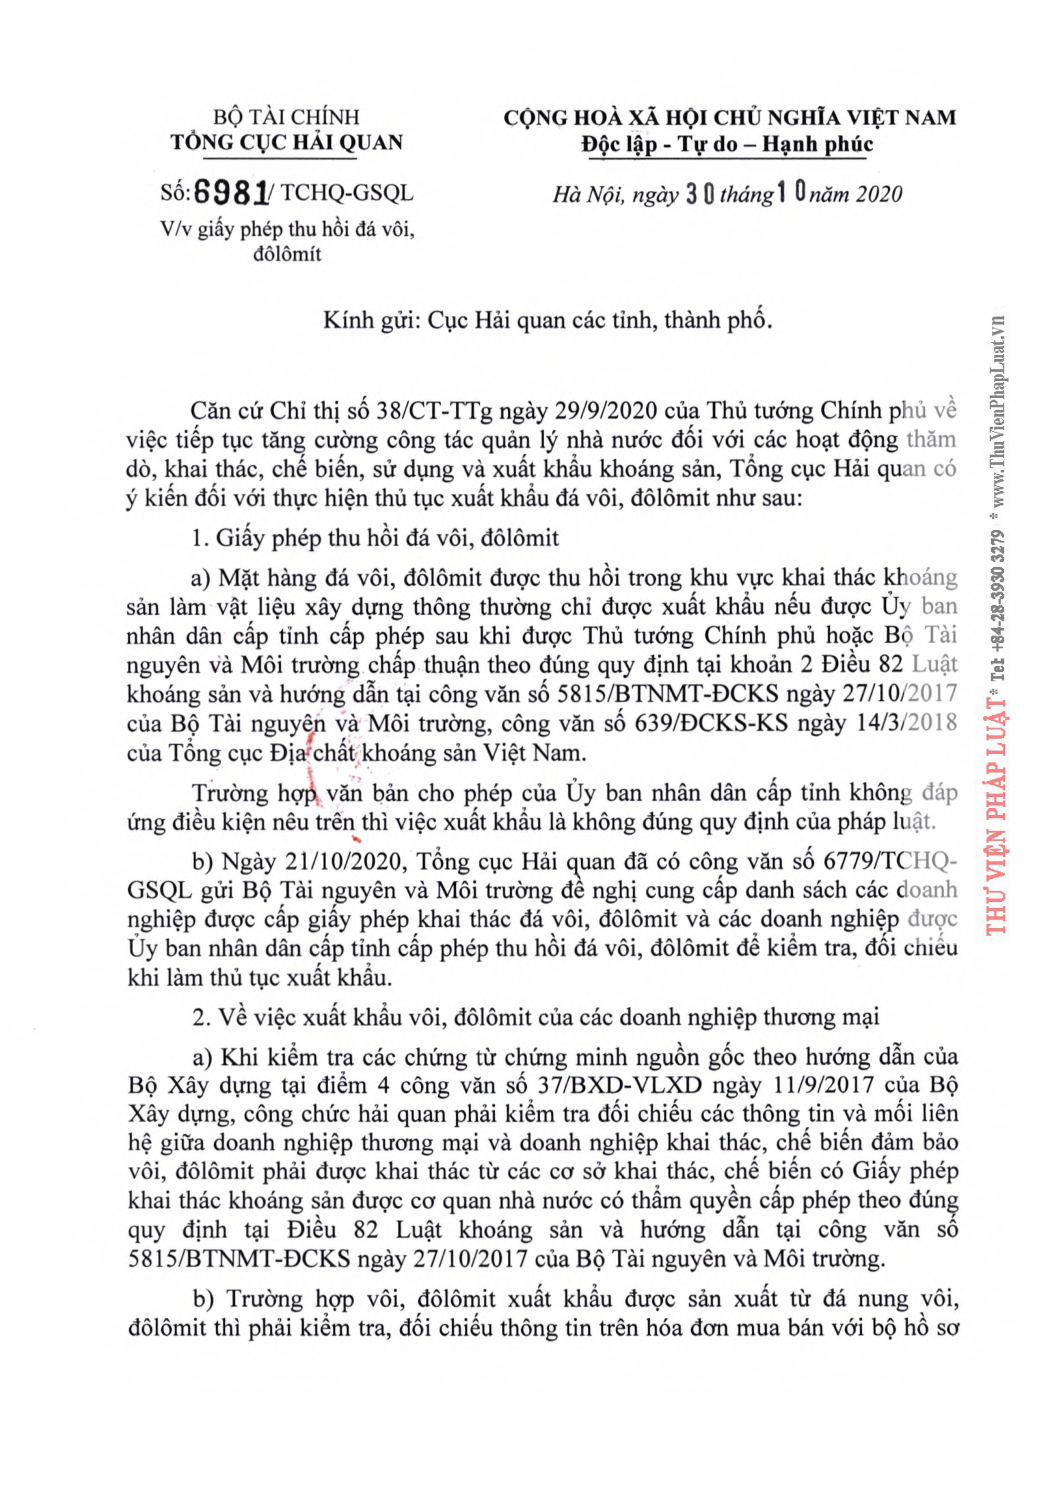 BỘ TÀI CHÍNH
TỔNG CỤC HẢI QUAN
Số: 6981/ TCHQ-GSQL
V/v giấy phép thu hồi đá vôi,
đôlômít
CỘNG HOÀ XÃ HỘI CHỦ NGHĨA VIỆT NAM
Độc lập - Tự do – Hạnh phúc
Hà Nội, ngày 30 tháng 10 năm 2020
Kính gửi: Cục Hải quan các tỉnh, thành phố.
Căn cứ Chỉ thị số 38/CT-TTg ngày 29/9/2020 của Thủ tướng Chính phủ về
việc tiếp tục tăng cường công tác quản lý nhà nước đối với các hoạt động thăm
dò, khai thác, chế biến, sử dụng và xuất khẩu khoáng sản, Tổng cục Hải quan có
ý kiến đối với thực hiện thủ tục xuất khẩu đá vôi, đôlômit như sau:
1. Giấy phép thu hồi đá vôi, đôlômit
a) Mặt hàng đá vôi, đôlômit được thu hồi trong khu vực khai thác khoáng
sản làm vật liệu xây dựng thông thường chỉ được xuất khẩu nếu được Ủy ban
nhân dân cấp tỉnh cấp phép sau khi được Thủ tướng Chính phủ hoặc Bộ Tài
nguyên và Môi trường chấp thuận theo đúng quy định tại khoản 2 Điều 82 Luật
khoáng sản và hướng dẫn tại công văn số 5815/BTNMT-ĐCKS ngày 27/10/2017
của Bộ Tài nguyên và Môi trường, công văn số 639/ĐCKS-KS ngày 14/3/2018
của Tổng cục Địa chất khoáng sản Việt Nam.
Trường hợp văn bản cho phép của Ủy ban nhân dân cấp tỉnh không đáp
ứng điều kiện nêu trên thì việc xuất khẩu là không đúng quy định của pháp luật.
b) Ngày 21/10/2020, Tổng cục Hải quan đã có công văn số 6779/TCHQ-
GSQL gửi Bộ Tài nguyên và Môi trường đề nghị cung cấp danh sách các doanh
nghiệp được cấp giấy phép khai thác đá vôi, đôlômit và các doanh nghiệp được
Ủy ban nhân dân cấp tỉnh cấp phép thu hồi đá vôi, đôlômit để kiểm tra, đối chiếu
khi làm thủ tục xuất khẩu.
2. Về việc xuất khẩu vôi, đôlômit của các doanh nghiệp thương mại
a) Khi kiểm tra các chứng từ chứng minh nguồn gốc theo hướng dẫn của
Bộ Xây dựng tại điểm 4 công văn số 37/BXD-VLXD ngày 11/9/2017 của Bộ
Xây dựng, công chức hải quan phải kiểm tra đối chiếu các thông tin và mối liên
hệ giữa doanh nghiệp thương mại và doanh nghiệp khai thác, chế biến đảm bảo
vôi, đôlômit phải được khai thác từ các cơ sở khai thác, chế biến có Giấy phép
khai thác khoáng sản được cơ quan nhà nước có thẩm quyền cấp phép theo đúng
quy định tại Điều 82 Luật khoáng sản và hướng dẫn tại công văn số
5815/BTNMT-ĐCKS ngày 27/10/2017 của Bộ Tài nguyên và Môi trường.
b) Trường hợp vôi, đôlômit xuất khẩu được sản xuất từ đá nung vôi,
đôlômit thì phải kiểm tra, đối chiếu thông tin trên hóa đơn mua bán với bộ hồ sơ
THƯ VIỆN PHÁP LUẬT * Tel: +84-28-3930 3279 * www.ThuVienPhapLuat.vn